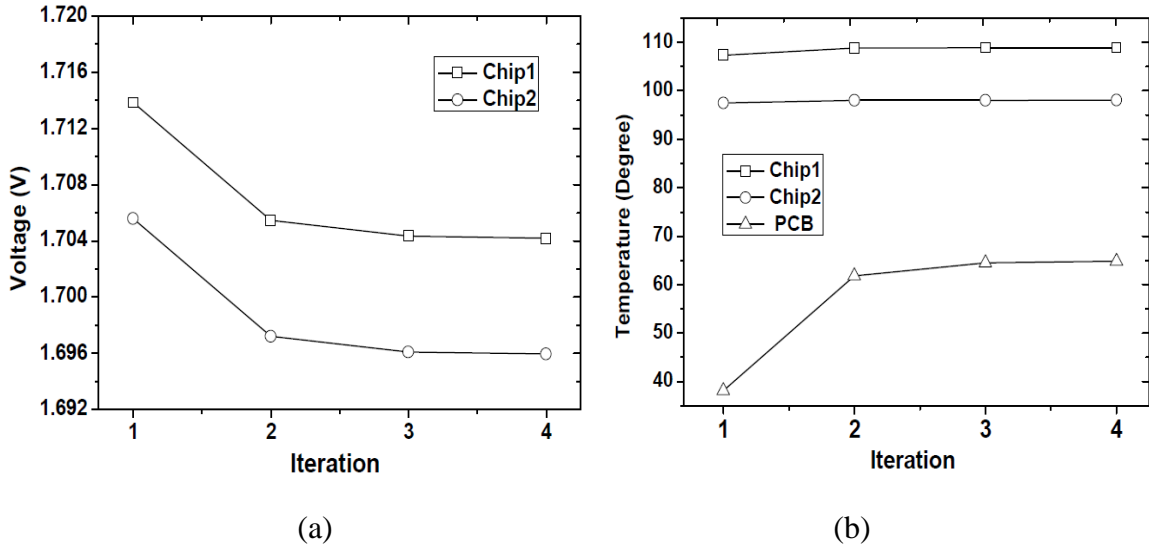 1.720
1.716
1.712
1.708
1.704
1.700
1.696
1.692
Voltage (V)
Chip1
Chip2
1 2 3 4
Iteration
(a)
110
100
90
80
70
60
50
40
Temperature (Degree)
Chip1
Chip2
PCB
1 2 3 4
Iteration
(b)